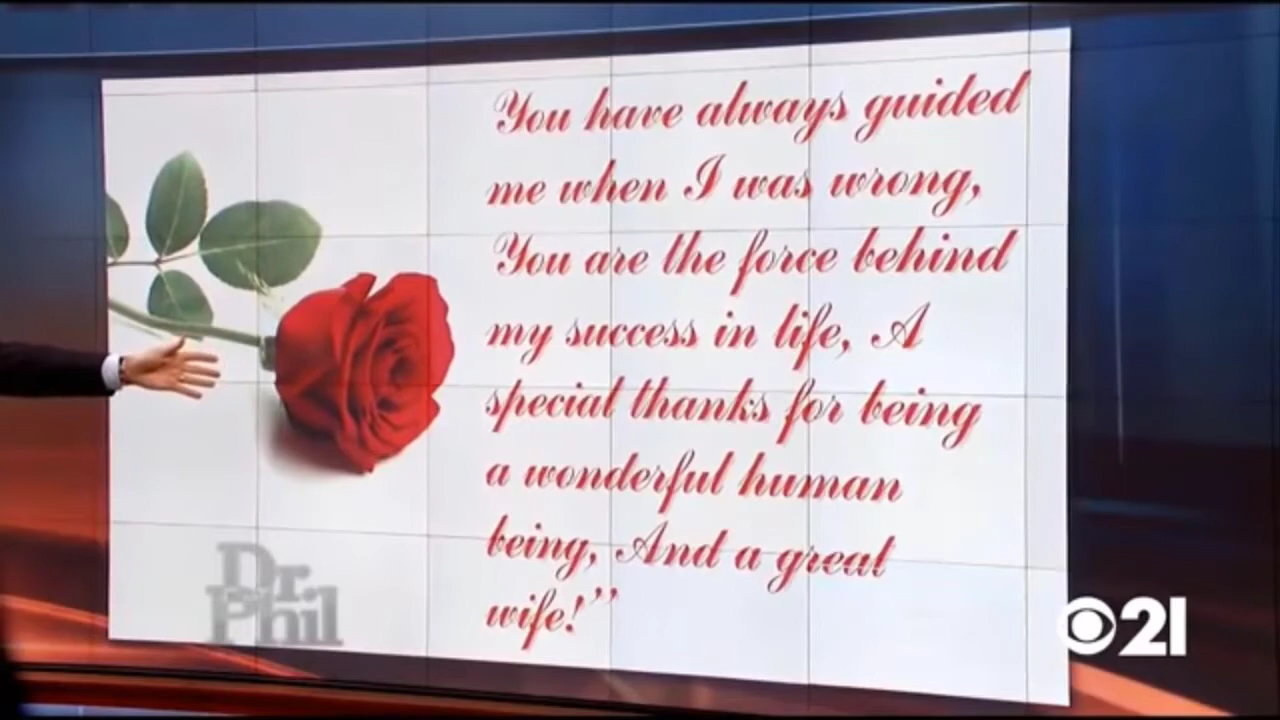 You have always guided
me when I was wrong,
You are the force behind
my success in life, A
special thanks for being
a wonderful human
being, And a great
wife!”
Dr.
Phil
21